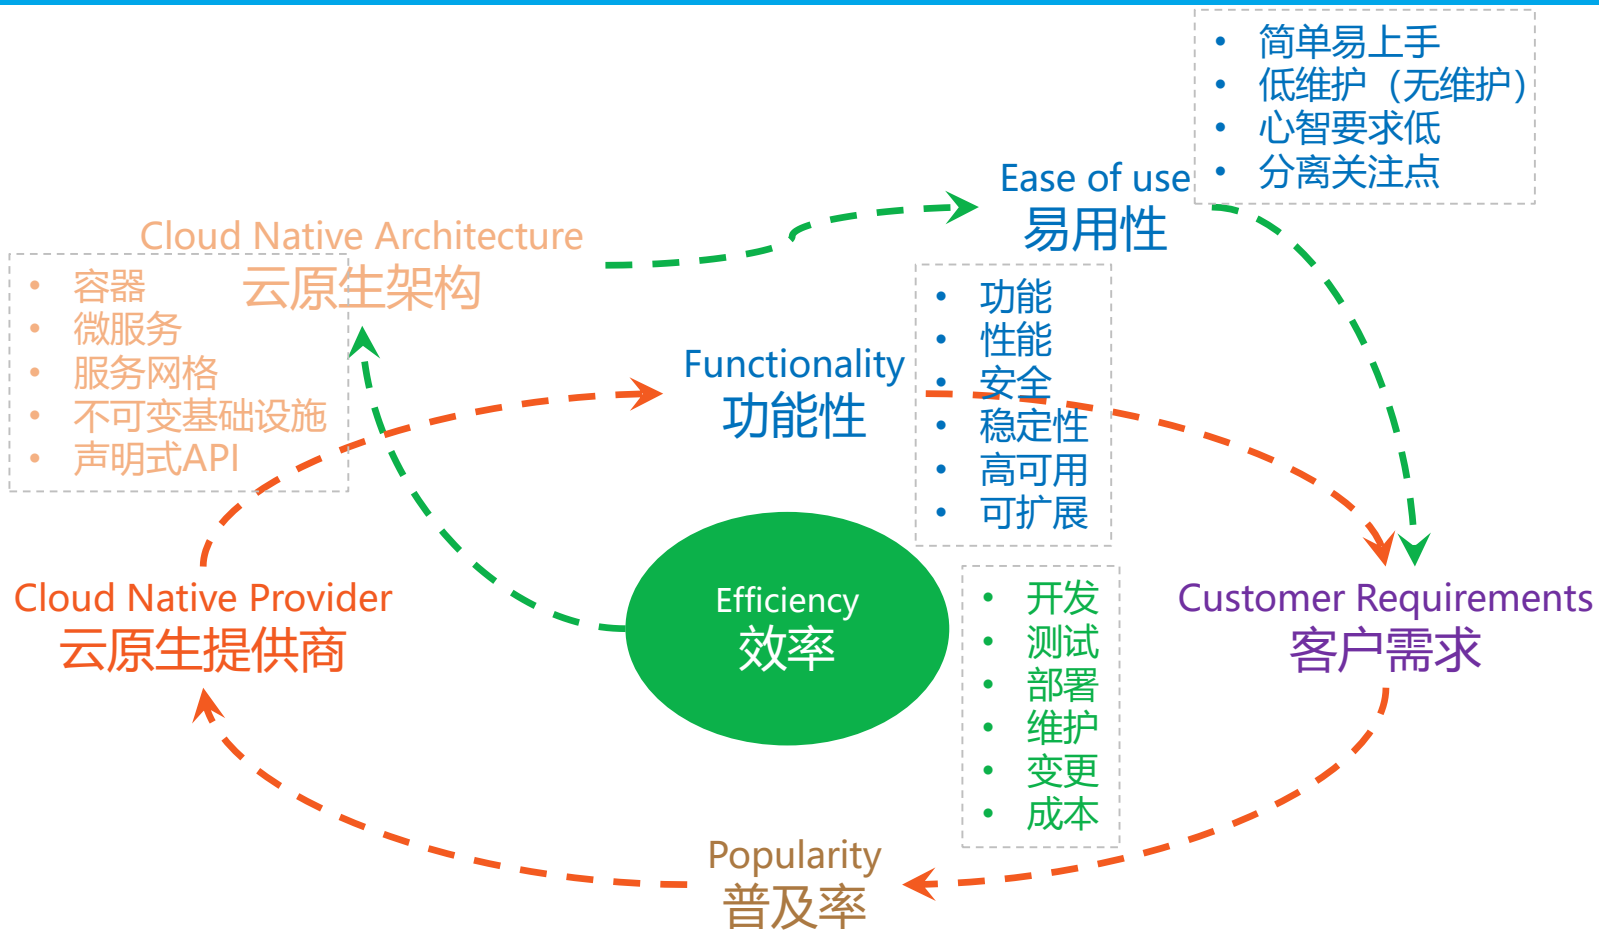 • 简单易上手
• 低维护（无维护）
• 心智要求低
• 分离关注点
Ease of use
易用性
Cloud Native Architecture
云原生架构
• 容器
• 微服务
• 服务网格
• 不可变基础设施
• 声明式API
Functionality
功能性
• 功能
• 性能
• 安全
• 稳定性
• 高可用
• 可扩展
Cloud Native Provider
云原生提供商
Efficiency
效率
• 开发
• 测试
• 部署
• 维护
• 变更
• 成本
Customer Requirements
客户需求
Popularity
普及率